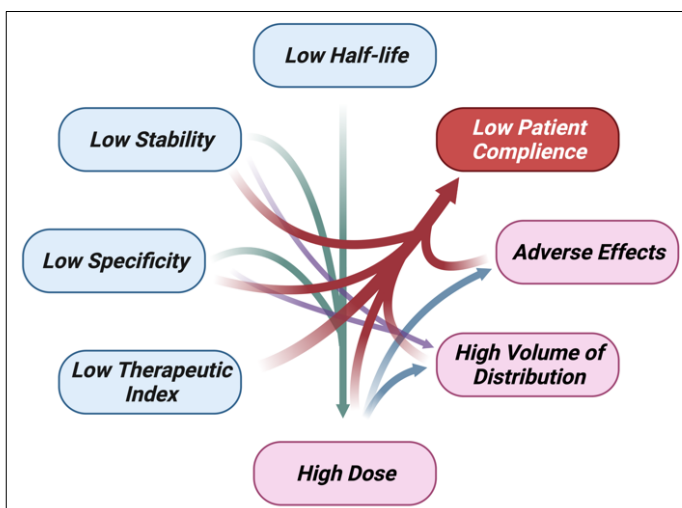 Low Half-life
Low Stability
Low Patient
Complience
Low Specificity
Adverse Effects
Low Therapeutic
Index
High Volume of
Distribution
High Dose